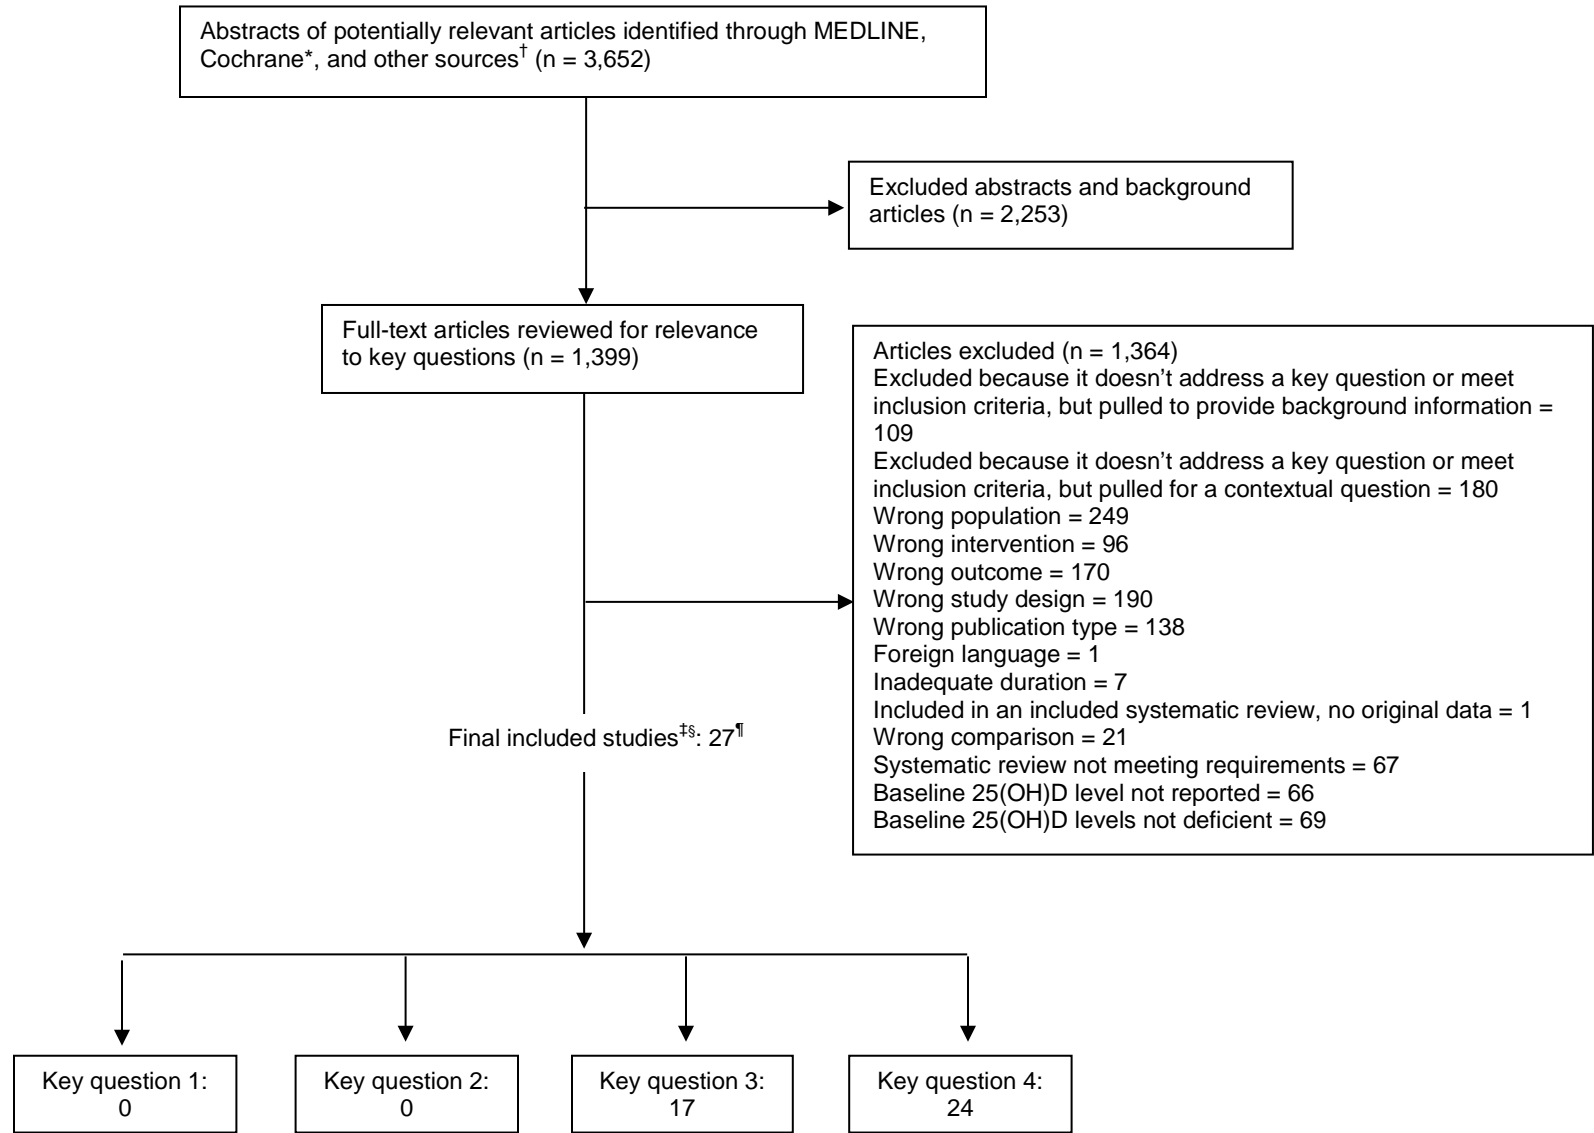 Abstracts of potentially relevant articles identified through MEDLINE,
Cochrane*, and other sources† (n = 3,652)
Excluded abstracts and background
articles (n = 2,253)
Full-text articles reviewed for relevance
to key questions (n = 1,399)
Articles excluded (n = 1,364)
Excluded because it doesn’t address a key question or meet
inclusion criteria, but pulled to provide background information =
109
Excluded because it doesn’t address a key question or meet
inclusion criteria, but pulled for a contextual question = 180
Wrong population = 249
Wrong intervention = 96
Wrong outcome = 170
Wrong study design = 190
Wrong publication type = 138
Foreign language = 1
Inadequate duration = 7
Included in an included systematic review, no original data = 1
Wrong comparison = 21
Systematic review not meeting requirements = 67
Baseline 25(OH)D level not reported = 66
Baseline 25(OH)D levels not deficient = 69
Final included studies‡§: 27¶
Key question 1:
0
Key question 2:
0
Key question 3:
17
Key question 4:
24